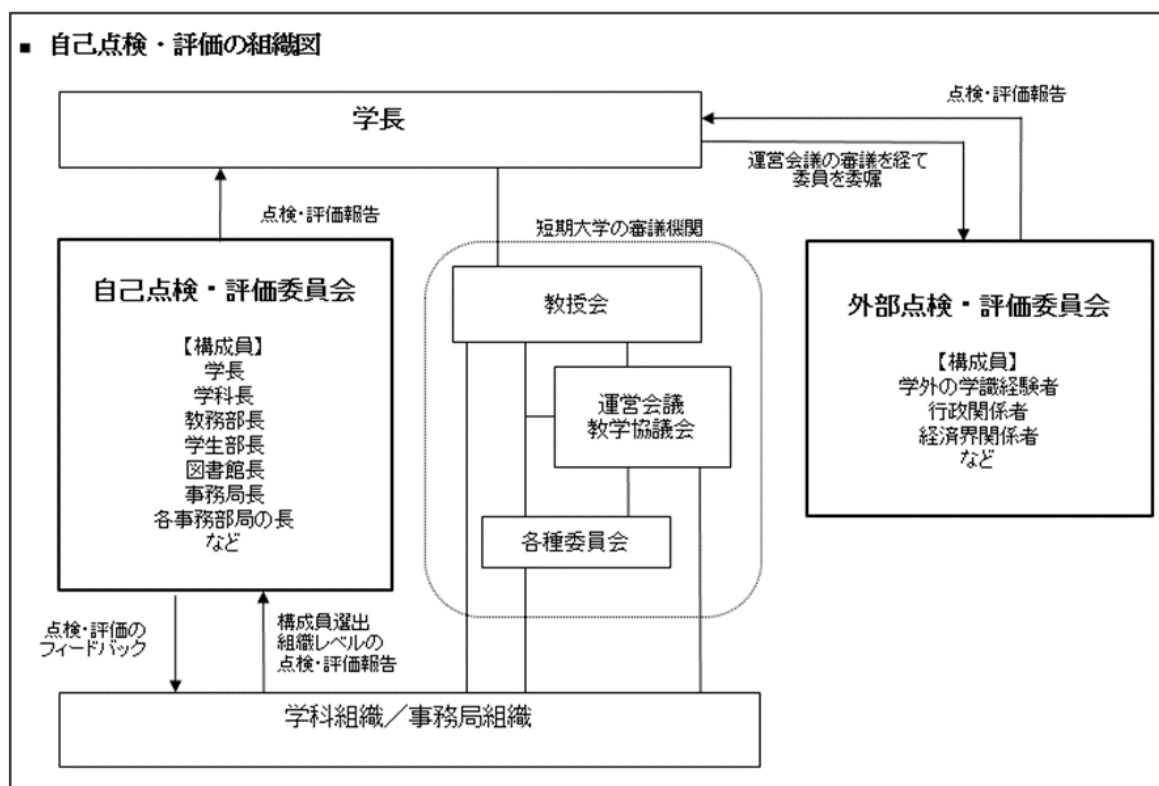 ■ 自己点検・評価の組織図
学長
点検・評価報告
運営会議の審議を経て
委員を委嘱
点検・評価報告
短期大学の審議機関
自己点検・評価委員会
【構成員】
学長
学科長
教務部長
学生部長
図書館長
事務局長
各事務部局の長
など
教授会
運営会議
教学協議会
各種委員会
外部点検・評価委員会
【構成員】
学外の学識経験者
行政関係者
経済界関係者
など
点検・評価の
フィードバック
構成員選出
組織レベルの
点検・評価報告
学科組織／事務局組織